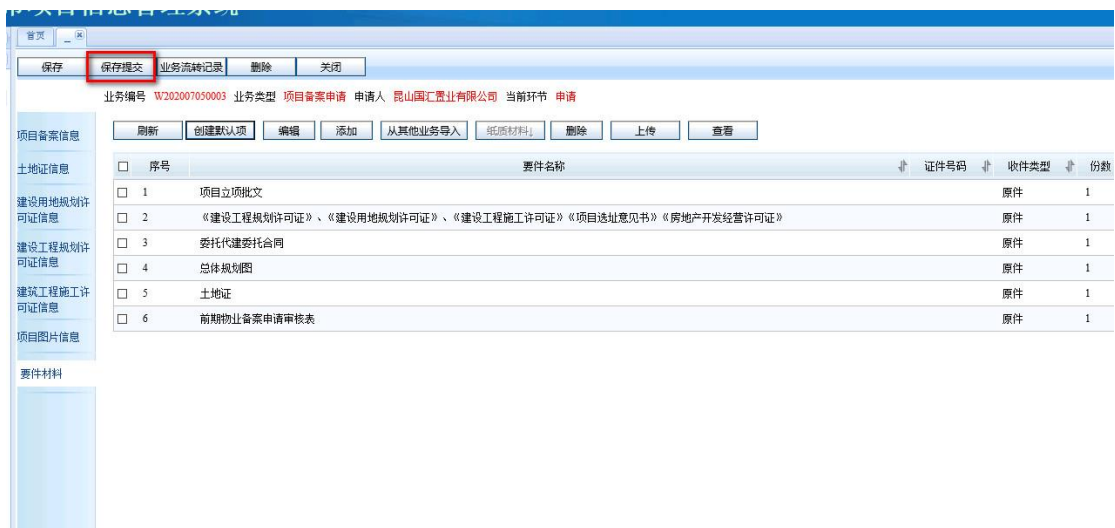 首页
保存 保存提交 业务流转记录 删除 关闭
业务编号 W202007050003 业务类型 项目备案申请 申请人 昆山国汇置业有限公司 当前环节 申请
刷新 创建默认项 编辑 添加 从其他业务导入 纸质材料↓ 删除 上传 查看
项目备案信息
土地证信息
建设用地规划许
可证信息
建设工程规划许
可证信息
建筑工程施工许
可证信息
项目图片信息
要件材料
序号 要件名称 证件号码 收件类型 份数
1 项目立项批文 原件 1
2 《建设工程规划许可证》、《建设用地规划许可证》、《建设工程施工许可证》《项目选址意见书》《房地产开发经营许可证》 原件 1
3 委托代建委托合同 原件 1
4 总体规划图 原件 1
5 土地证 原件 1
6 前期物业备案申请审核表 原件 1